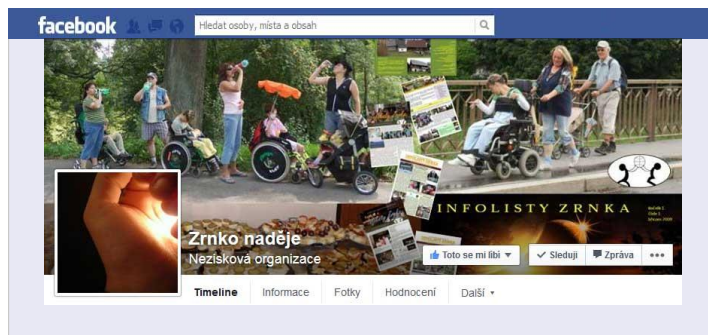 facebook
Hledat osoby, místa a obsah
INFOLISTY ZRNKA
Zrnko naděje
Nezisková organizace
Toto se mi líbí
Sleduji
Zpráva
Timeline
Informace
Fotky
Hodnocení
Další